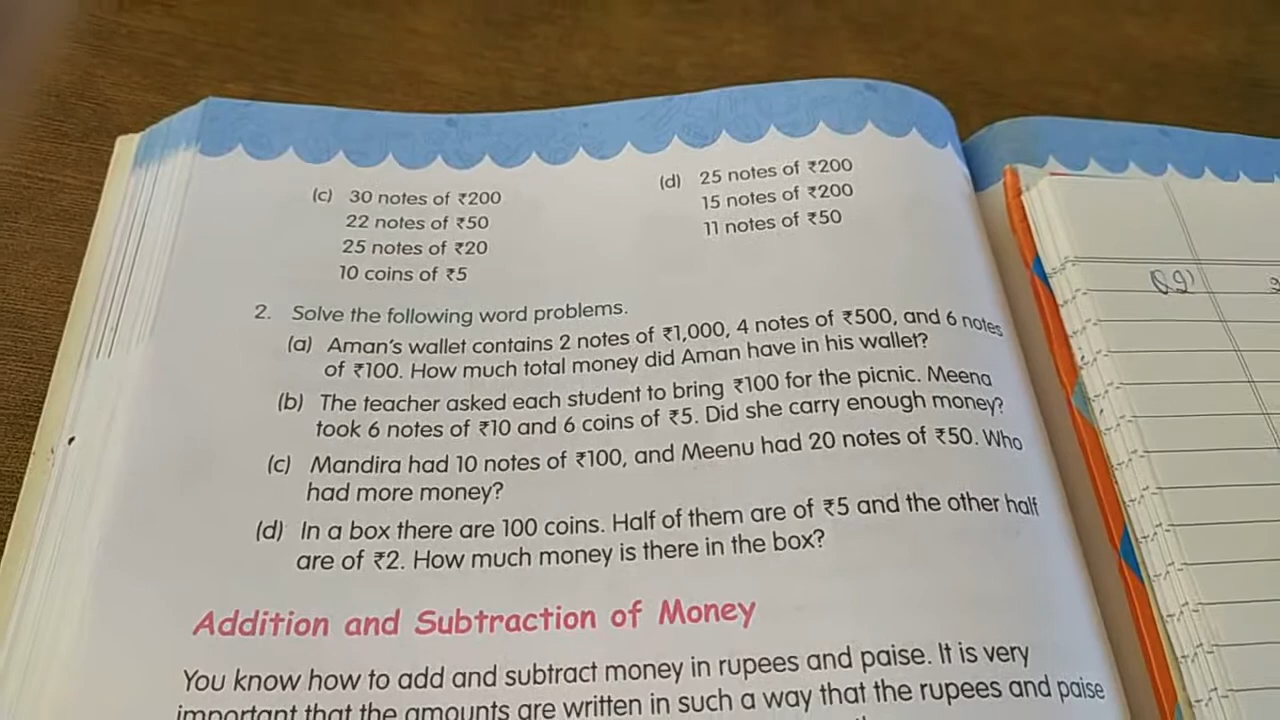 (c) 30 notes of ₹200
22 notes of ₹50
25 notes of ₹20
10 coins of ₹5
(d) 25 notes of ₹200
15 notes of ₹200
11 notes of ₹50
2. Solve the following word problems.
(a) Aman's wallet contains 2 notes of ₹1,000, 4 notes of ₹500, and 6 notes
of ₹100. How much total money did Aman have in his wallet?
(b) The teacher asked each student to bring ₹100 for the picnic. Meena
took 6 notes of ₹10 and 6 coins of ₹5. Did she carry enough money?
(c) Mandira had 10 notes of ₹100, and Meenu had 20 notes of ₹50. Who
had more money?
(d) In a box there are 100 coins. Half of them are of ₹5 and the other half
are of ₹2. How much money is there in the box?
Addition and Subtraction of Money
You know how to add and subtract money in rupees and paise. It is very
important that the amounts are written in such a way that the rupees and paise